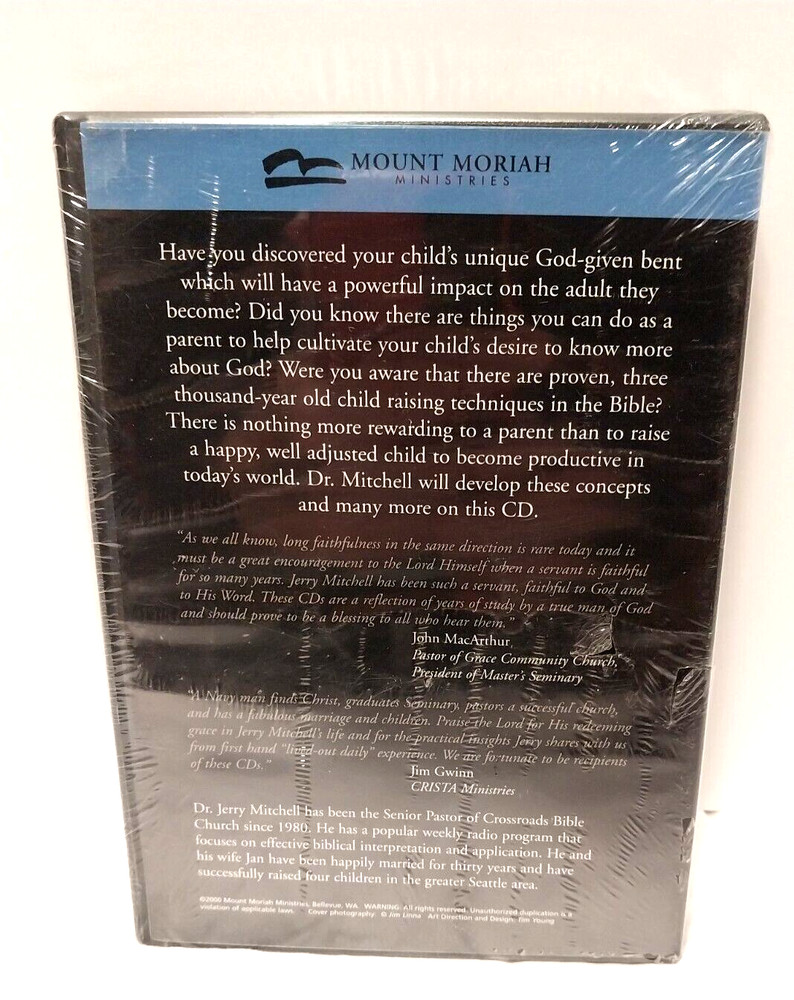 MOUNT MORIAH
MINISTRIES
Have you discovered your child's unique God-given bent
which will have a powerful impact on the adult they
become? Did you know there are things you can do as a
parent to help cultivate your child's desire to know more
about God? Were you aware that there are proven, three
thousand-year old child raising techniques in the Bible?
There is nothing more rewarding to a parent than to raise
a happy, well adjusted child to become productive in
today's world. Dr. Mitchell will develop these concepts
and many more on this CD.
"As we all know, long faithfulness in the same direction is rare today and it
must be a great encouragement to the Lord Himself when a servant is faithful
for so many years. Jerry Mitchell has been such a servant, faithful to God and
to His Word. These CDs are a reflection of years of study by a true man of God
and should prove to be a blessing to all who hear them."
John MacArthur,
Pastor of Grace Community Church,
President of Master's Seminary
"A Navy man finds Christ, graduates Seminary, pastors a successful church,
and has a fabulous marriage and children. Praise the Lord for His redeeming
grace in Jerry Mitchell's life and for the practical insights Jerry shares with us
from first hand "lived-out daily" experience. We are fortunate to be recipients
of these CDs."
Jim Gwinn
CRISTA Ministries
Dr. Jerry Mitchell has been the Senior Pastor of Crossroads Bible
Church since 1980. He has a popular weekly radio program that
focuses on effective biblical interpretation and application. He and
his wife Jan have been happily married for thirty years and have
successfully raised four children in the greater Seattle area.
©2000 Mount Moriah Ministries, Bellevue, WA. WARNING: All rights reserved. Unauthorized duplication is a
violation of applicable laws. Cover photography: © Jim Linna Art Direction and Design: Tim Young